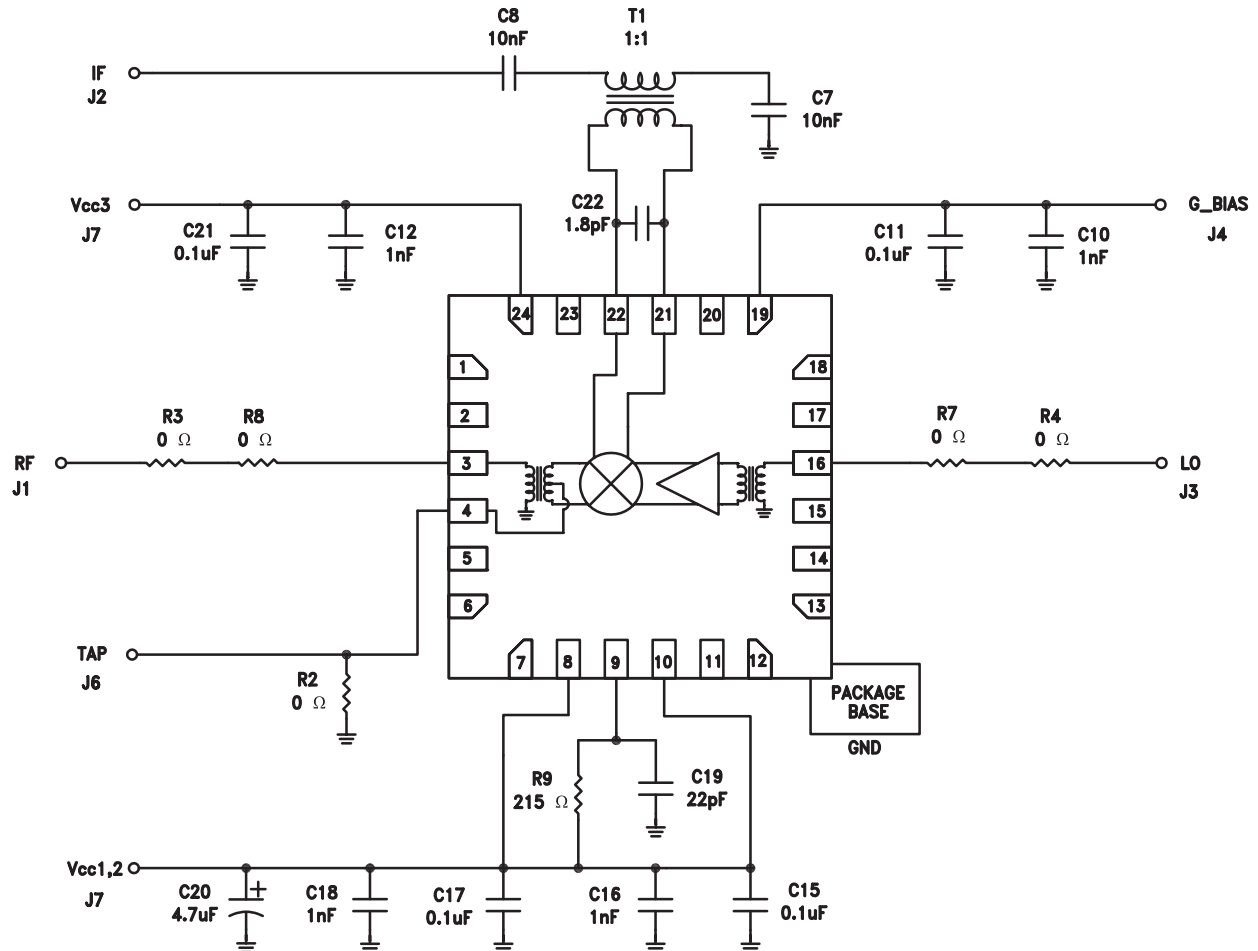 C8
10nF
T1
1:1
IF
J2
C7
10nF
Vcc3
J7
C21
0.1uF
C12
1nF
C22
1.8pF
C11
0.1uF
C10
1nF
G_BIAS
J4
24
23
22
21
20
19
1
2
3
4
5
6
18
17
16
15
14
13
7
8
9
10
11
12
RF
J1
R3
0 Ω
R8
0 Ω
R7
0 Ω
R4
0 Ω
LO
J3
TAP
J6
R2
0 Ω
PACKAGE
BASE
GND
R9
215 Ω
C19
22pF
Vcc1,2
J7
C20
4.7uF
+
C18
1nF
C17
0.1uF
C16
1nF
C15
0.1uF